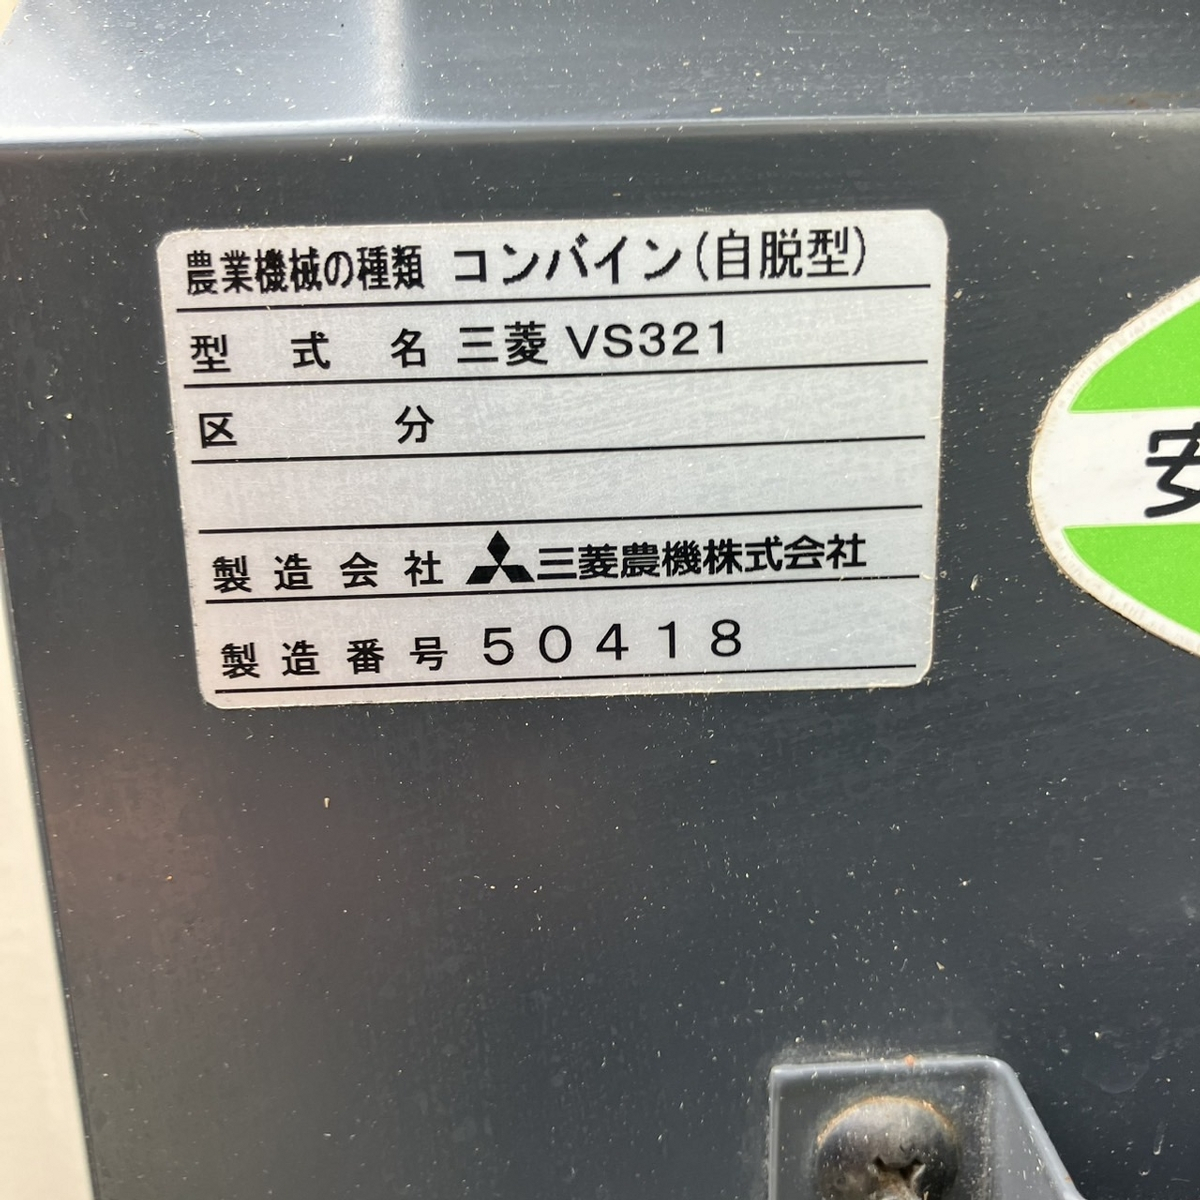 農業機械の種類 コンバイン(自脱型)
型式名 三菱 VS321
区分
製造会社 三菱農機株式会社
製造番号 50418
安